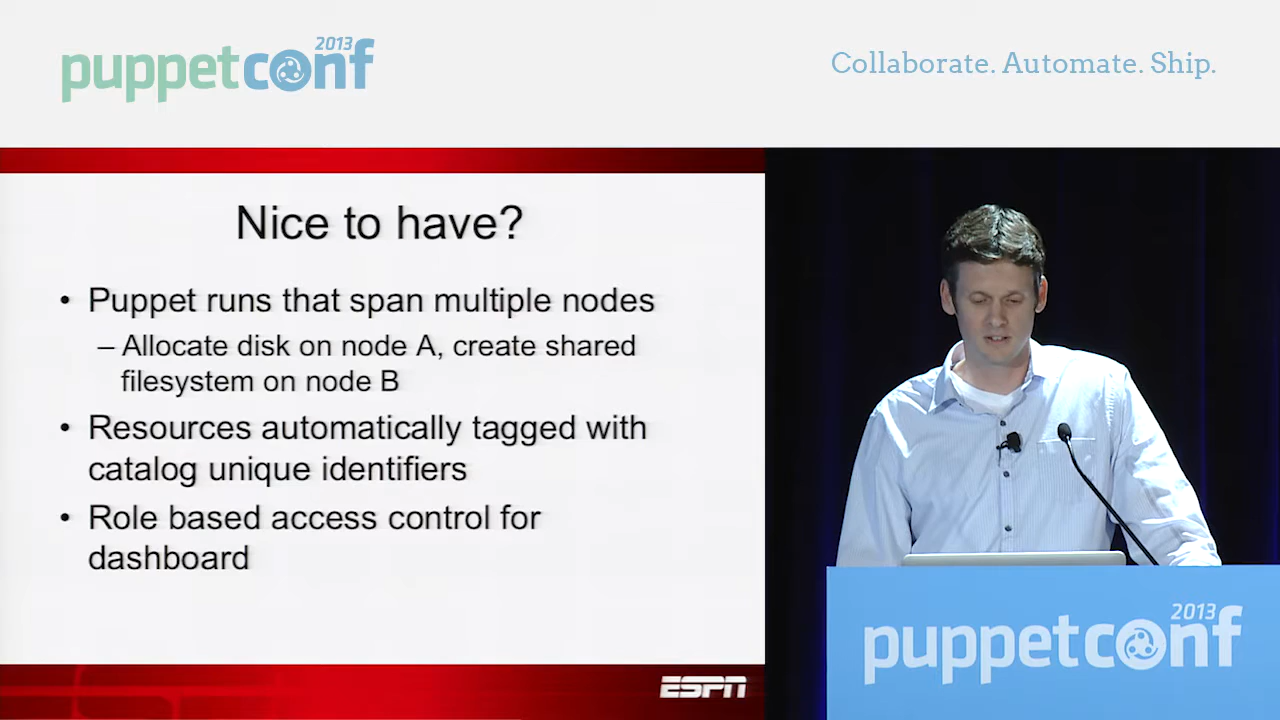 puppetconf 2013
Collaborate. Automate. Ship.
Nice to have?
• Puppet runs that span multiple nodes
– Allocate disk on node A, create shared
filesystem on node B
• Resources automatically tagged with
catalog unique identifiers
• Role based access control for
dashboard
ESPN
puppetconf 2013